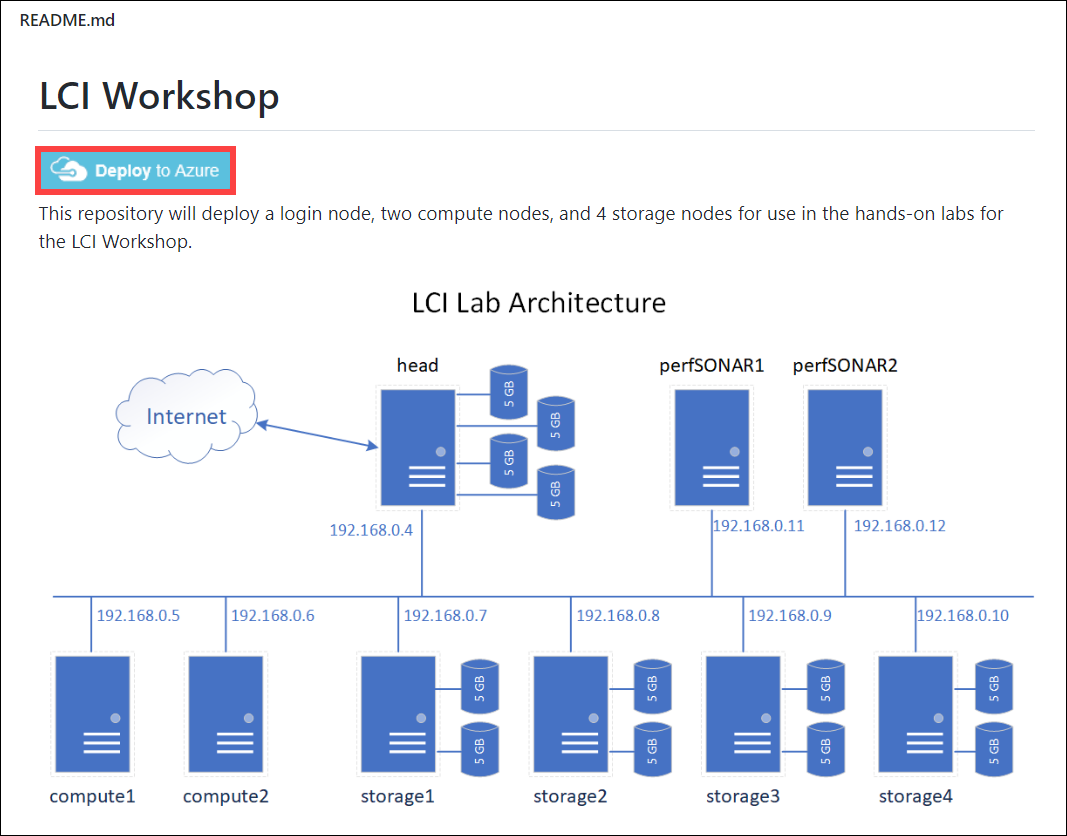 README.md
LCI Workshop
Deploy to Azure
This repository will deploy a login node, two compute nodes, and 4 storage nodes for use in the hands-on labs for
the LCI Workshop.
LCI Lab Architecture
head
perfSONAR1
perfSONAR2
Internet
5 GB
5 GB
5 GB
5 GB
192.168.0.4
192.168.0.11
192.168.0.12
192.168.0.5
192.168.0.6
192.168.0.7
192.168.0.8
192.168.0.9
192.168.0.10
5 GB
5 GB
5 GB
5 GB
5 GB
5 GB
5 GB
5 GB
compute1
compute2
storage1
storage2
storage3
storage4